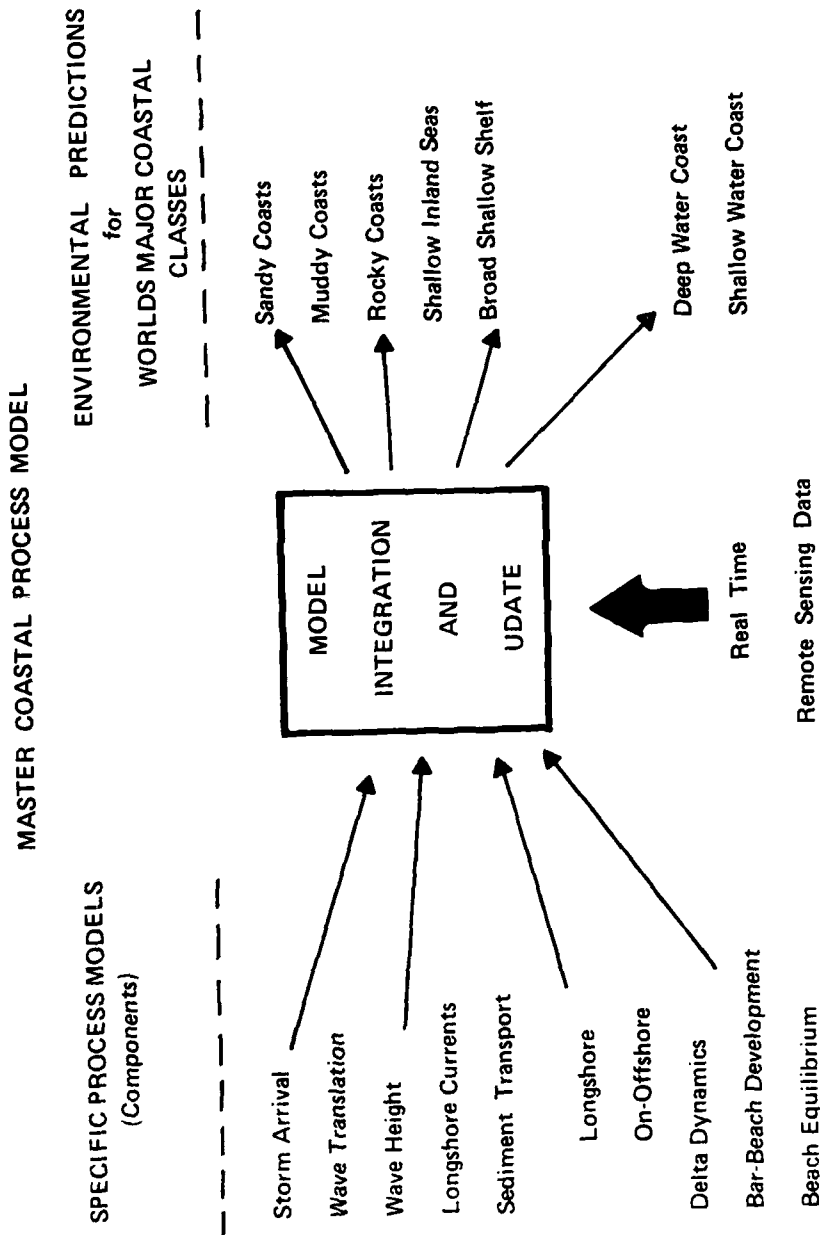 MASTER COASTAL PROCESS MODEL
SPECIFIC PROCESS MODELS
(Components)
Storm Arrival
Wave Translation
Wave Height
Longshore Currents
Sediment Transport
Longshore
On-Offshore
Delta Dynamics
Bar-Beach Development
Beach Equilibrium
MODEL
INTEGRATION
AND
UDATE
Real Time
Remote Sensing Data
ENVIRONMENTAL PREDICTIONS
for
WORLDS MAJOR COASTAL
CLASSES
Sandy Coasts
Muddy Coasts
Rocky Coasts
Shallow Inland Seas
Broad Shallow Shelf
Deep Water Coast
Shallow Water Coast